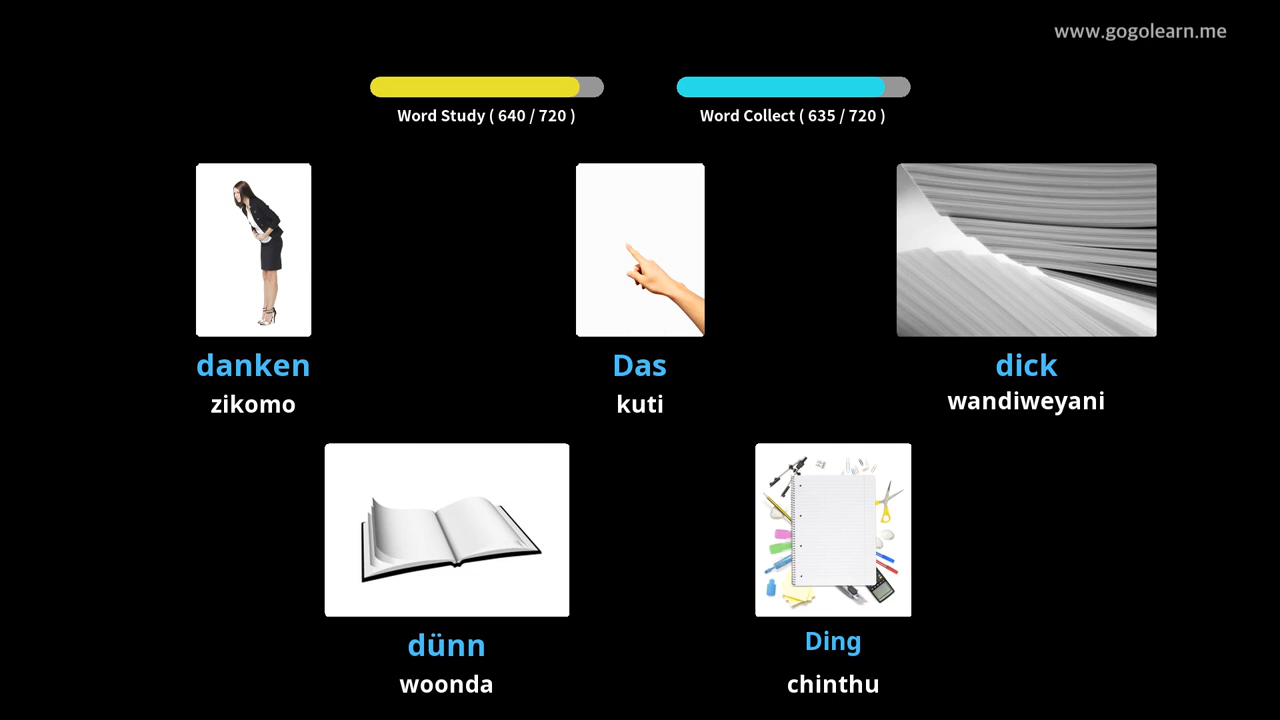 www.gogolearn.me
Word Study ( 640 / 720 )
Word Collect ( 635 / 720 )
danken
zikomo
Das
kuti
dick
wandiweyani
dünn
woonda
Ding
chinthu